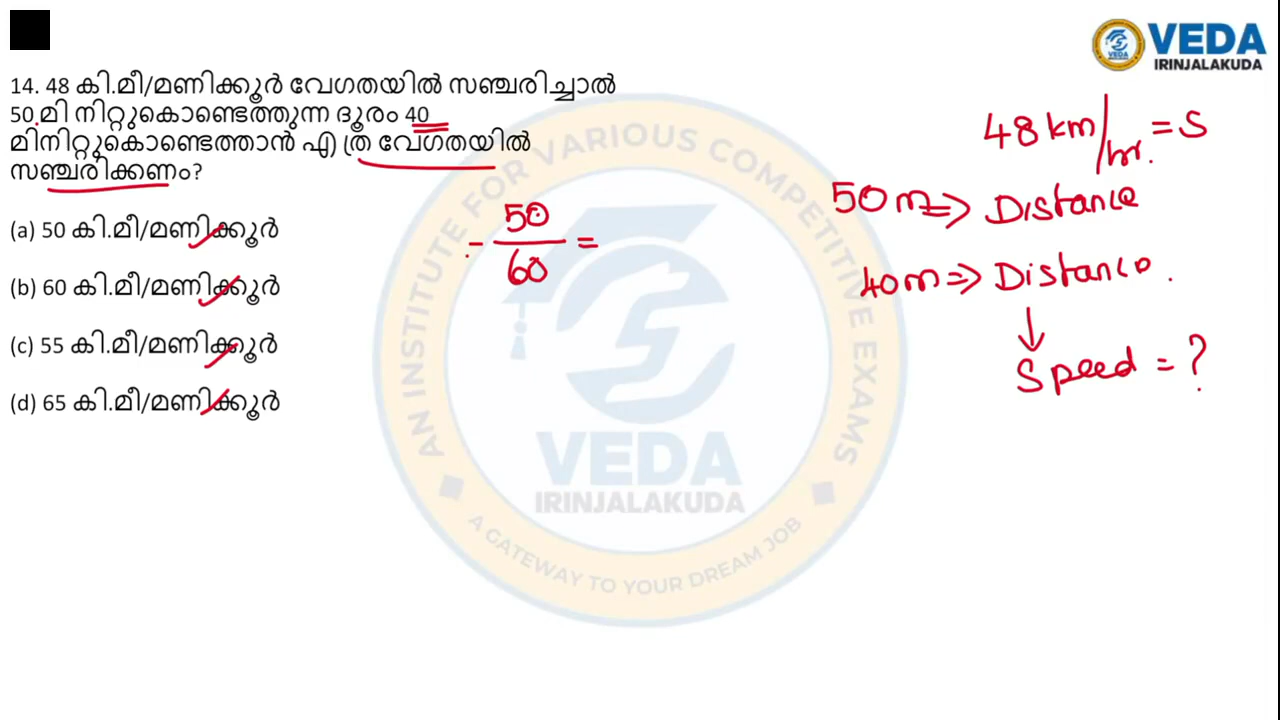 VEDA
IRINJALAKUDA
14. 48 കി.മീ/മണിക്കൂർ വേഗതയിൽ സഞ്ചരിച്ചാൽ
50 മി നിറ്റുകൊണ്ടെത്തുന്ന ദൂരം 40
മിനിറ്റുകൊണ്ടെത്താൻ എ ത്ര വേഗതയിൽ
സഞ്ചരിക്കണം?
(a) 50 കി.മീ/മണിക്കൂർ
(b) 60 കി.മീ/മണിക്കൂർ
(c) 55 കി.മീ/മണിക്കൂർ
(d) 65 കി.മീ/മണിക്കൂർ
50
60 =
48 km/hr. = S
50 m => Distance
40m => Distance.
Speed = ?
AN INSTITUTE FOR VARIOUS COMPETITIVE EXAMS
VEDA
IRINJALAKUDA
A GATEWAY TO YOUR DREAM JOB